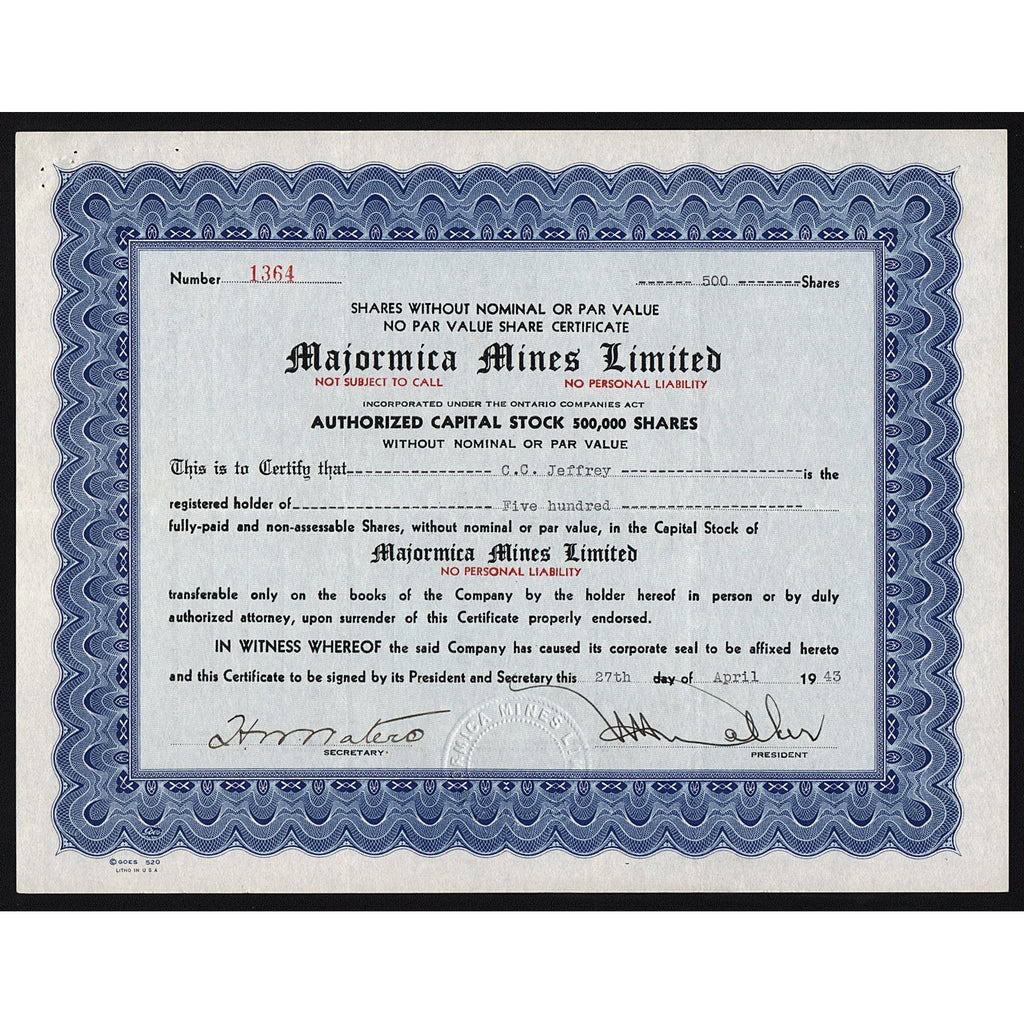 Number 1364 ------ 500 ------- Shares
SHARES WITHOUT NOMINAL OR PAR VALUE
NO PAR VALUE SHARE CERTIFICATE
Majormica Mines Limited
NOT SUBJECT TO CALL NO PERSONAL LIABILITY
INCORPORATED UNDER THE ONTARIO COMPANIES ACT
AUTHORIZED CAPITAL STOCK 500,000 SHARES
WITHOUT NOMINAL OR PAR VALUE
This is to Certify that ---------------- C.C. Jeffrey -------------------- is the
registered holder of ---------------------- Five hundred --------------------
fully-paid and non-assessable Shares, without nominal or par value, in the Capital Stock of
Majormica Mines Limited
NO PERSONAL LIABILITY
transferable only on the books of the Company by the holder hereof in person or by duly
authorized attorney, upon surrender of this Certificate properly endorsed.
IN WITNESS WHEREOF the said Company has caused its corporate seal to be affixed hereto
and this Certificate to be signed by its President and Secretary this 27th day of April 19 43
MINES
SECRETARY.
PRESIDENT
Goes
© GOES 520
LITHO IN U S A